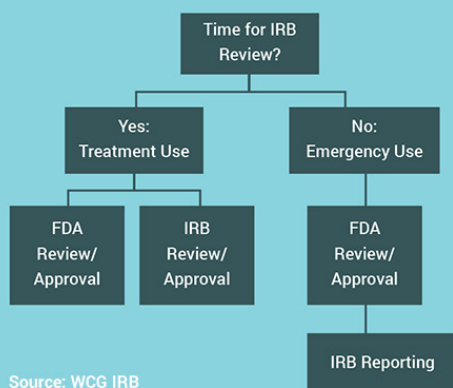 Time for IRB
Review?
Yes:
Treatment Use
No:
Emergency Use
FDA
Review/
Approval
IRB
Review/
Approval
FDA
Review/
Approval
IRB Reporting
Source: WCG IRB